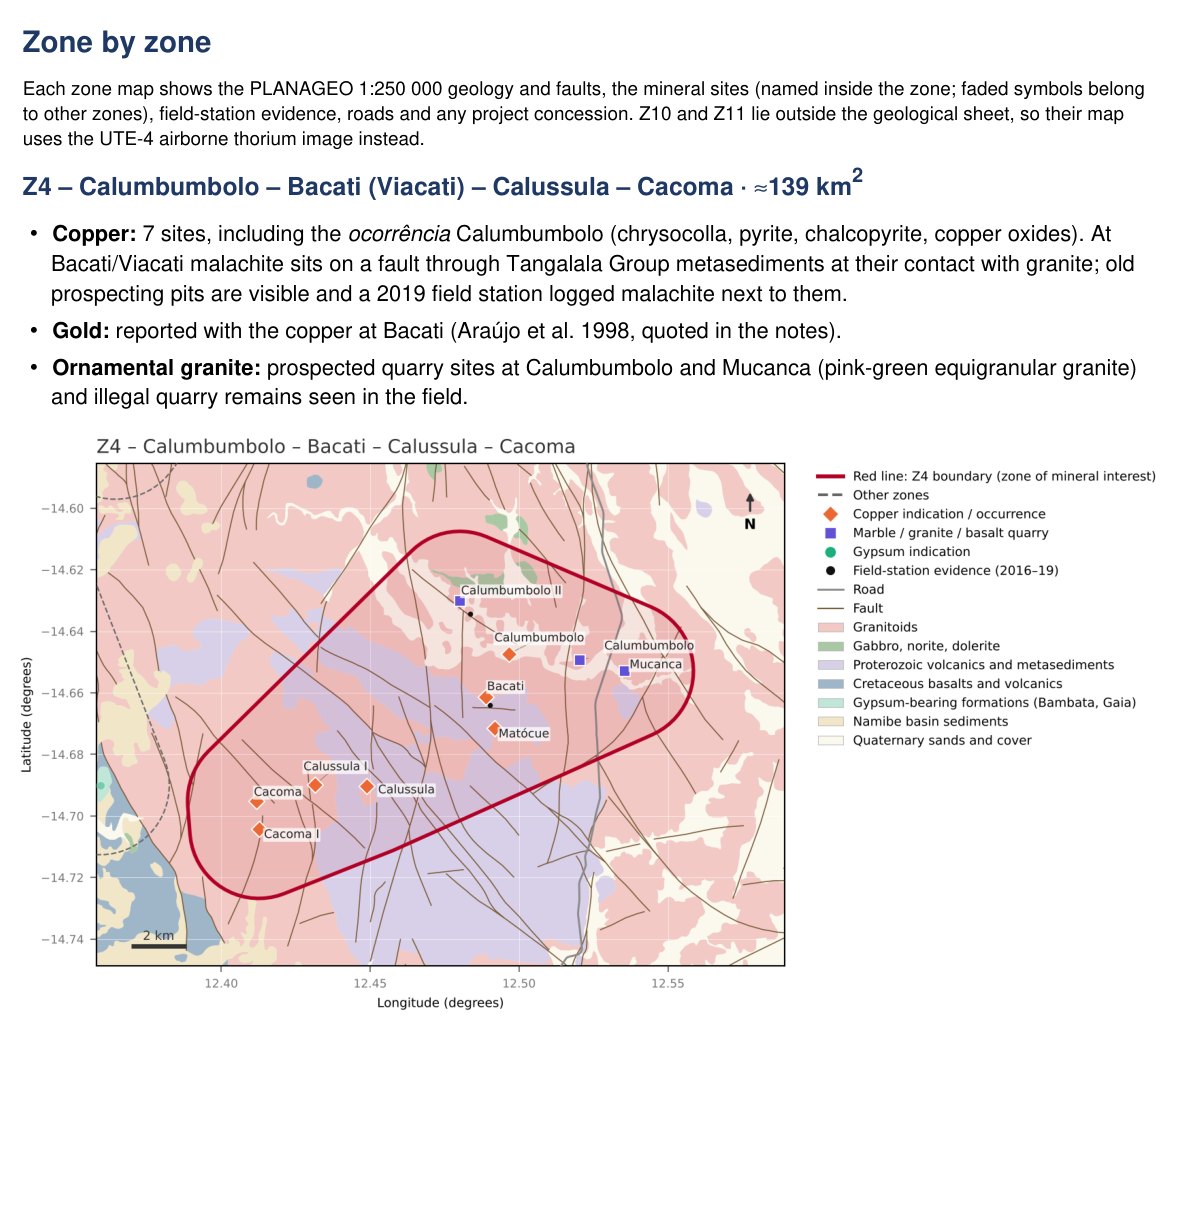 Zone by zone
Each zone map shows the PLANAGEO 1:250 000 geology and faults, the mineral sites (named inside the zone; faded symbols belong
to other zones), field-station evidence, roads and any project concession. Z10 and Z11 lie outside the geological sheet, so their map
uses the UTE-4 airborne thorium image instead.
Z4 – Calumbumbolo – Bacati (Viacati) – Calussula – Cacoma · ≈139 km²
• Copper: 7 sites, including the ocorrência Calumbumbolo (chrysocolla, pyrite, chalcopyrite, copper oxides). At
Bacati/Viacati malachite sits on a fault through Tangalala Group metasediments at their contact with granite; old
prospecting pits are visible and a 2019 field station logged malachite next to them.
• Gold: reported with the copper at Bacati (Araújo et al. 1998, quoted in the notes).
• Ornamental granite: prospected quarry sites at Calumbumbolo and Mucanca (pink-green equigranular granite)
and illegal quarry remains seen in the field.
Z4 – Calumbumbolo – Bacati – Calussula – Cacoma
−14.60
−14.62
−14.64
−14.66
−14.68
−14.70
−14.72
−14.74
Latitude (degrees)
N
Calumbumbolo II
Calumbumbolo
Calumbumbolo
Mucanca
Bacati
Matócue
Calussula I
Calussula
Cacoma
Cacoma I
2 km
12.40
12.45
12.50
12.55
Longitude (degrees)
Red line: Z4 boundary (zone of mineral interest)
Other zones
Copper indication / occurrence
Marble / granite / basalt quarry
Gypsum indication
Field-station evidence (2016–19)
Road
Fault
Granitoids
Gabbro, norite, dolerite
Proterozoic volcanics and metasediments
Cretaceous basalts and volcanics
Gypsum-bearing formations (Bambata, Gaia)
Namibe basin sediments
Quaternary sands and cover